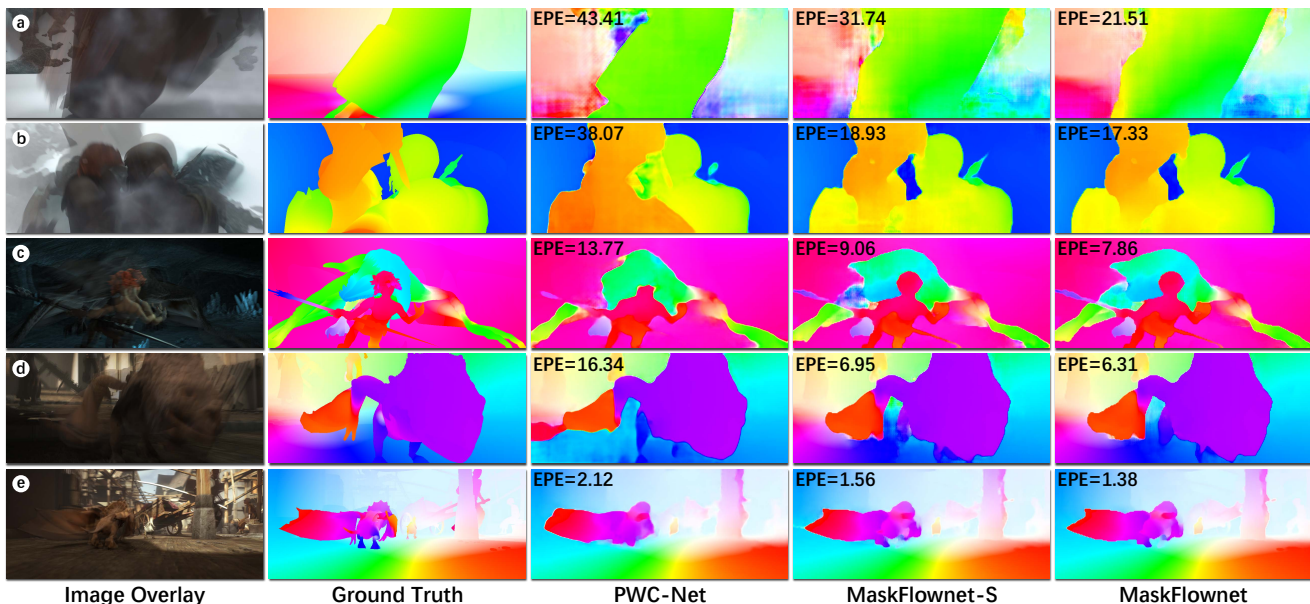 a EPE=43.41 EPE=31.74 EPE=21.51
b EPE=38.07 EPE=18.93 EPE=17.33
c EPE=13.77 EPE=9.06 EPE=7.86
d EPE=16.34 EPE=6.95 EPE=6.31
e EPE=2.12 EPE=1.56 EPE=1.38
Image Overlay Ground Truth PWC-Net MaskFlownet-S MaskFlownet